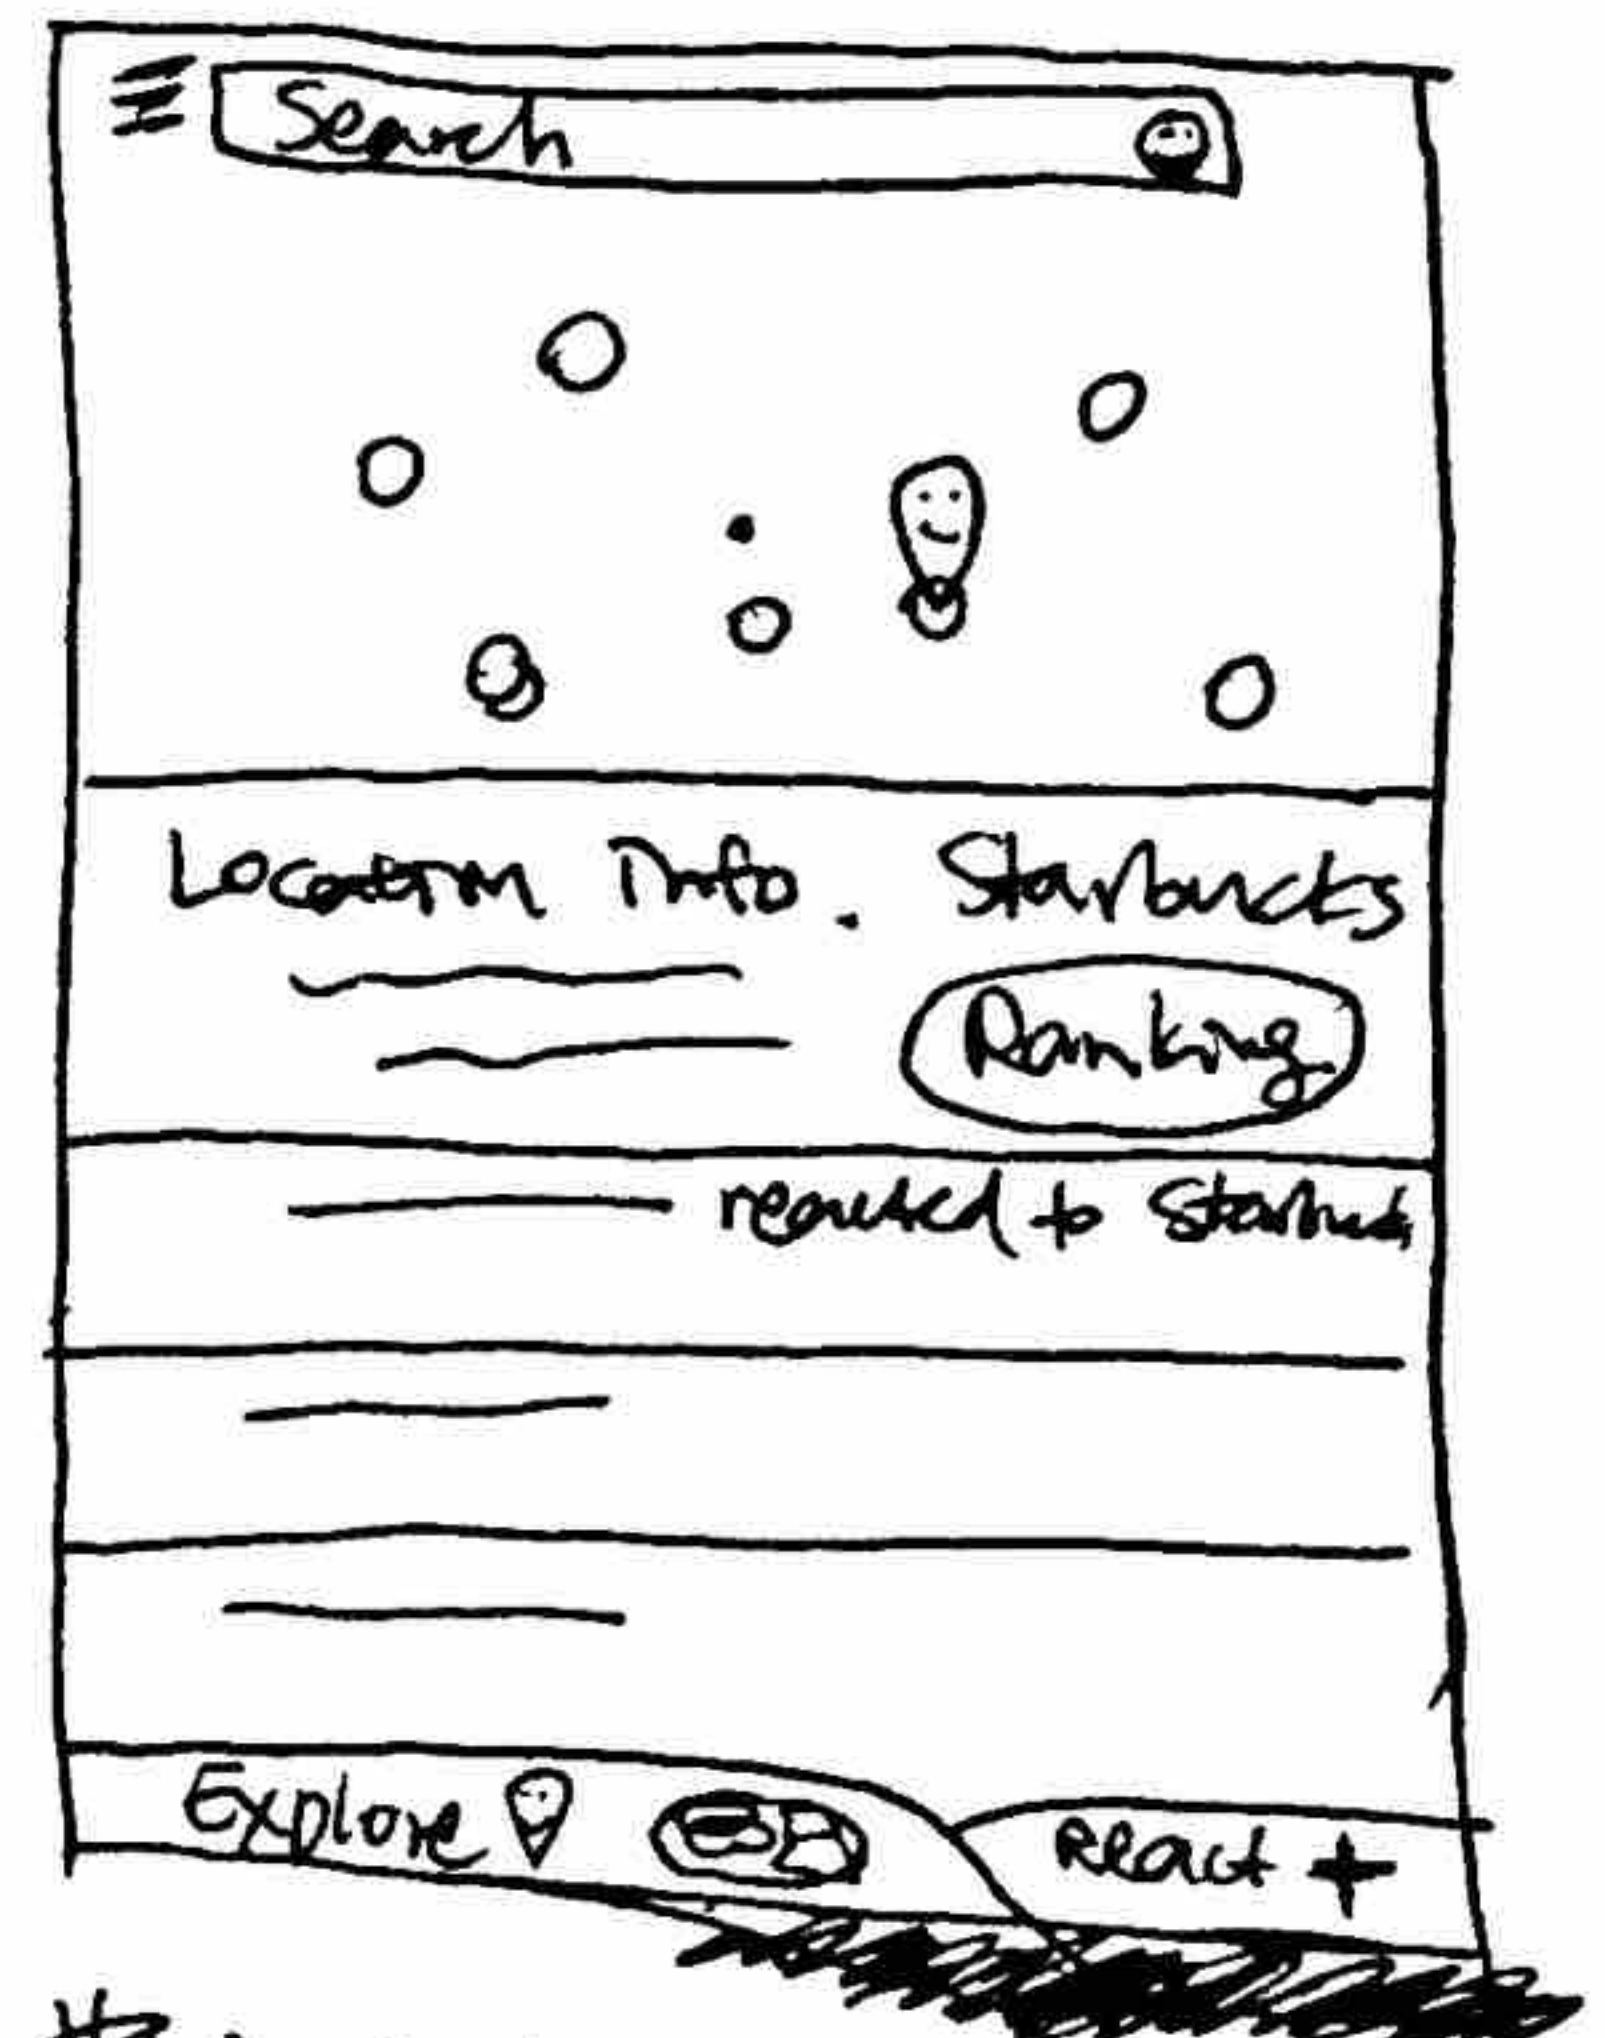 Search
Location Info. Starbucks
Ranking
reacted to Starbucks
Explore
React +